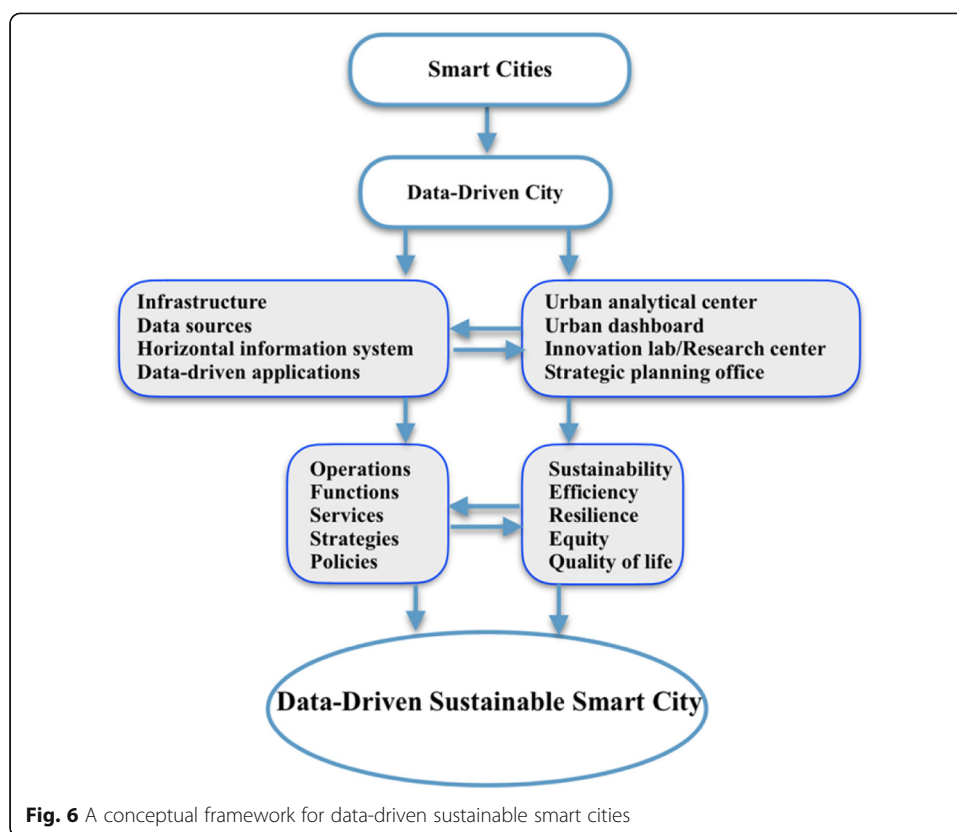 Smart Cities
Data-Driven City
Infrastructure
Data sources
Horizontal information system
Data-driven applications
Urban analytical center
Urban dashboard
Innovation lab/Research center
Strategic planning office
Operations
Functions
Services
Strategies
Policies
Sustainability
Efficiency
Resilience
Equity
Quality of life
Data-Driven Sustainable Smart City
Fig. 6 A conceptual framework for data-driven sustainable smart cities